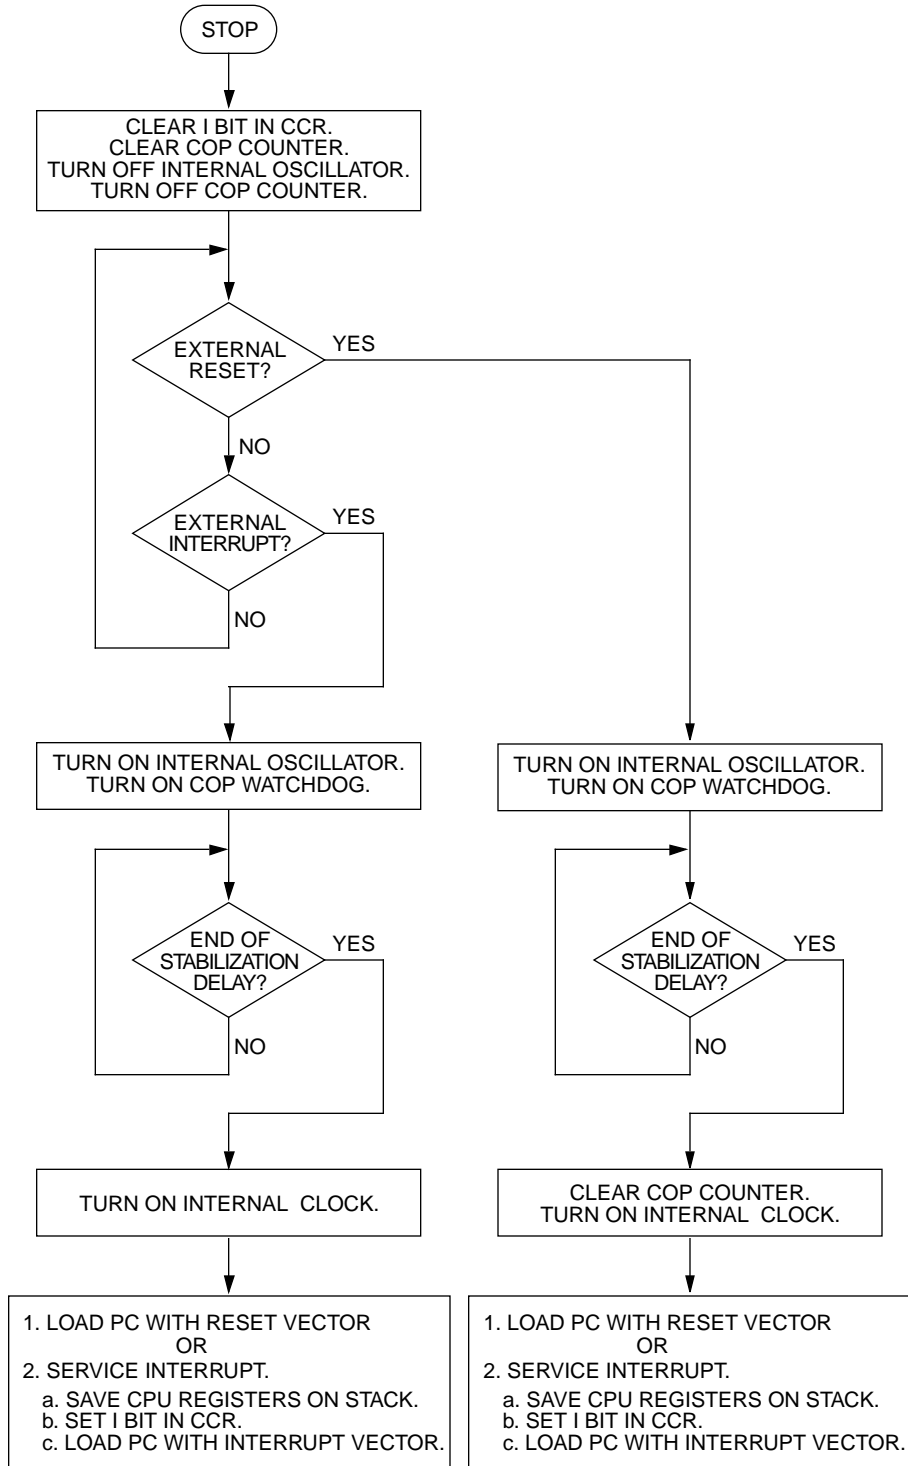 STOP
CLEAR I BIT IN CCR.
CLEAR COP COUNTER.
TURN OFF INTERNAL OSCILLATOR.
TURN OFF COP COUNTER.
EXTERNAL
RESET?
YES
NO
EXTERNAL
INTERRUPT?
YES
NO
TURN ON INTERNAL OSCILLATOR.
TURN ON COP WATCHDOG.
END OF
STABILIZATION
DELAY?
YES
NO
TURN ON INTERNAL CLOCK.
1. LOAD PC WITH RESET VECTOR
OR
2. SERVICE INTERRUPT.
a. SAVE CPU REGISTERS ON STACK.
b. SET I BIT IN CCR.
c. LOAD PC WITH INTERRUPT VECTOR.
TURN ON INTERNAL OSCILLATOR.
TURN ON COP WATCHDOG.
END OF
STABILIZATION
DELAY?
YES
NO
CLEAR COP COUNTER.
TURN ON INTERNAL CLOCK.
1. LOAD PC WITH RESET VECTOR
OR
2. SERVICE INTERRUPT.
a. SAVE CPU REGISTERS ON STACK.
b. SET I BIT IN CCR.
c. LOAD PC WITH INTERRUPT VECTOR.